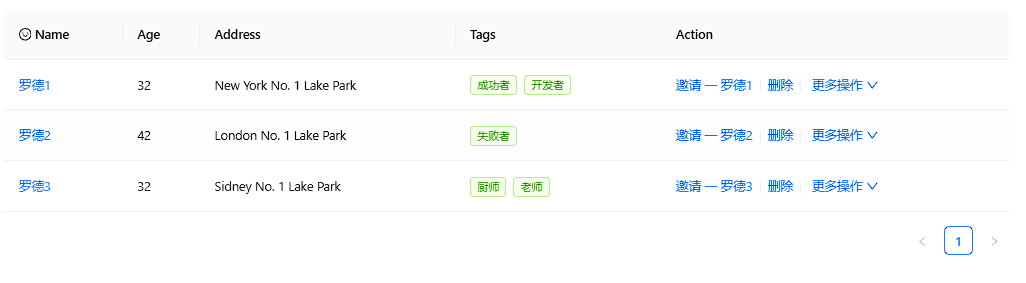 Name Age Address Tags Action
罗德1 32 New York No. 1 Lake Park 成功者 开发者 邀请 — 罗德1 删除 更多操作
罗德2 42 London No. 1 Lake Park 失败者 邀请 — 罗德2 删除 更多操作
罗德3 32 Sidney No. 1 Lake Park 厨师 老师 邀请 — 罗德3 删除 更多操作
1